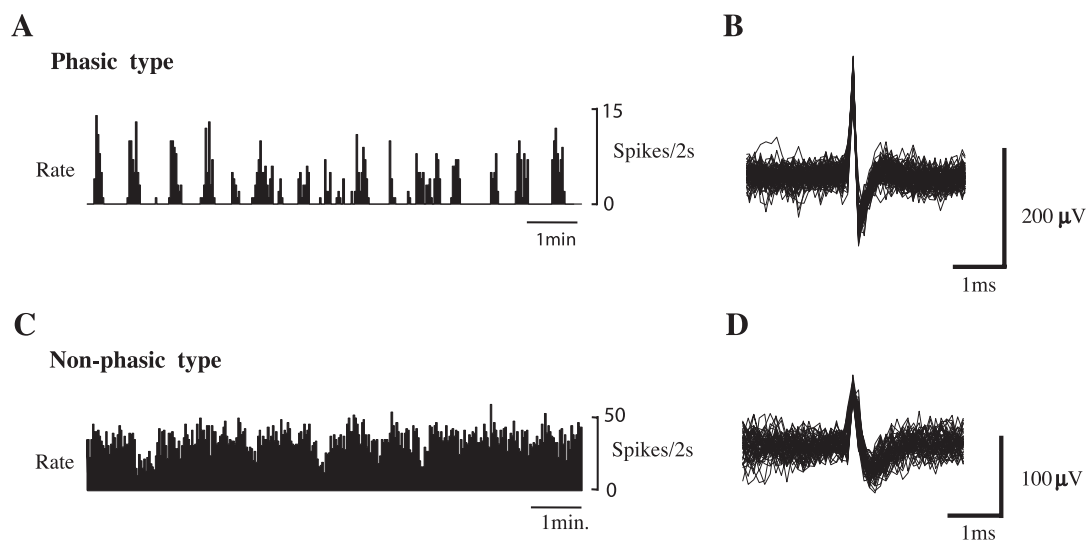 A
Phasic type
Rate
15
Spikes/2s
0
1min
B
200 μV
1ms
C
Non-phasic type
Rate
50
Spikes/2s
0
1min.
D
100 μV
1ms